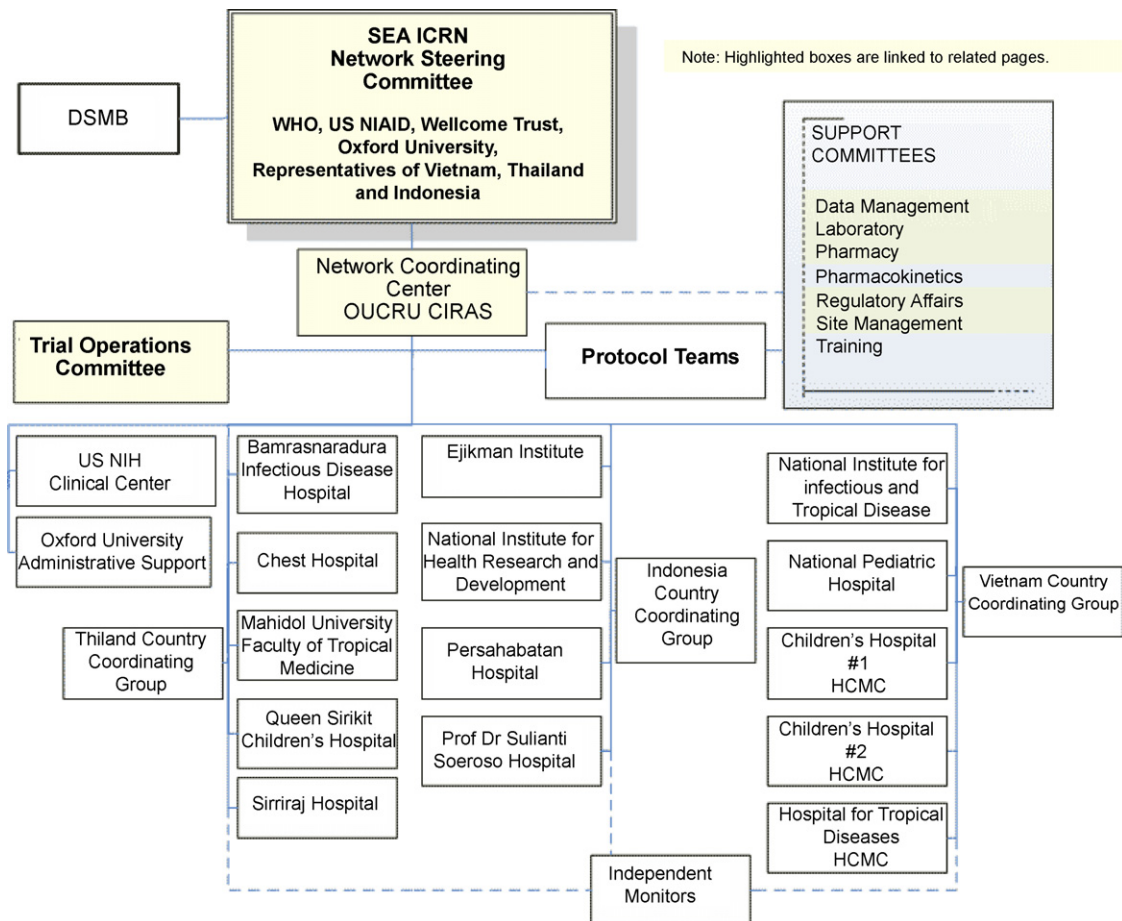 SEA ICRN
Network Steering
Committee
WHO, US NIAID, Wellcome Trust,
Oxford University,
Representatives of Vietnam, Thailand
and Indonesia
Note: Highlighted boxes are linked to related pages.
DSMB
SUPPORT
COMMITTEES
Data Management
Laboratory
Pharmacy
Pharmacokinetics
Regulatory Affairs
Site Management
Training
Network Coordinating
Center
OUCRU CIRAS
Trial Operations
Committee
Protocol Teams
US NIH
Clinical Center
Oxford University
Administrative Support
Thiland Country
Coordinating
Group
Bamrasnaradura
Infectious Disease
Hospital
Chest Hospital
Mahidol University
Faculty of Tropical
Medicine
Queen Sirikit
Children's Hospital
Sirriraj Hospital
Ejikman Institute
National Institute for
Health Research and
Development
Persahabatan
Hospital
Prof Dr Sulianti
Soeroso Hospital
Indonesia
Country
Coordinating
Group
National Institute for
infectious and
Tropical Disease
National Pediatric
Hospital
Children's Hospital
#1
HCMC
Children's Hospital
#2
HCMC
Hospital for Tropical
Diseases
HCMC
Vietnam Country
Coordinating Group
Independent
Monitors